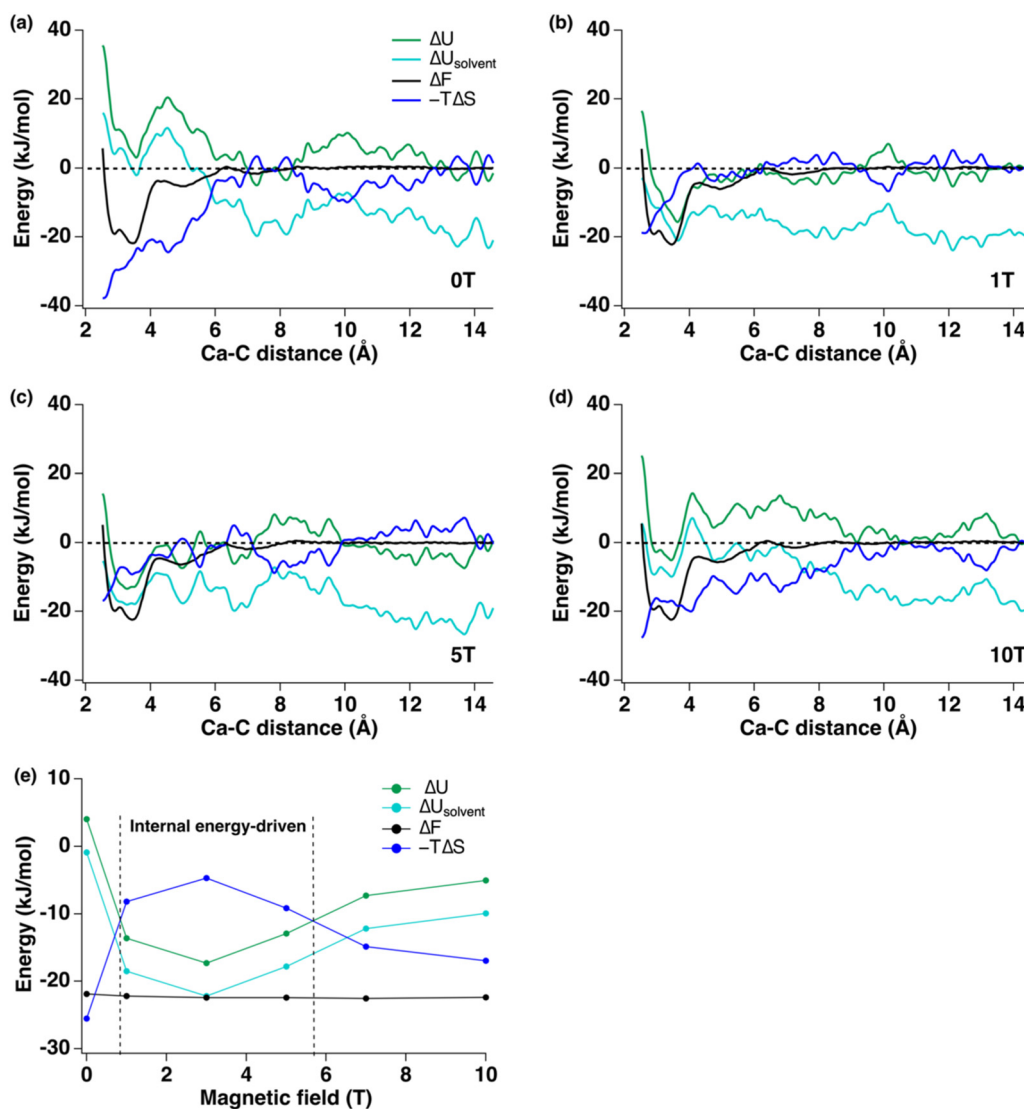 (a)
40
20
0
-20
-40
Energy (kJ/mol)
ΔU
ΔUsolvent
ΔF
−TΔS
0T
2 4 6 8 10 12 14
Ca-C distance (Å)
(b)
40
20
0
-20
-40
Energy (kJ/mol)
1T
2 4 6 8 10 12 14
Ca-C distance (Å)
(c)
40
20
0
-20
-40
Energy (kJ/mol)
5T
2 4 6 8 10 12 14
Ca-C distance (Å)
(d)
40
20
0
-20
-40
Energy (kJ/mol)
10T
2 4 6 8 10 12 14
Ca-C distance (Å)
(e)
10
0
-10
-20
-30
Energy (kJ/mol)
Internal energy-driven
ΔU
ΔUsolvent
ΔF
−TΔS
0 2 4 6 8 10
Magnetic field (T)